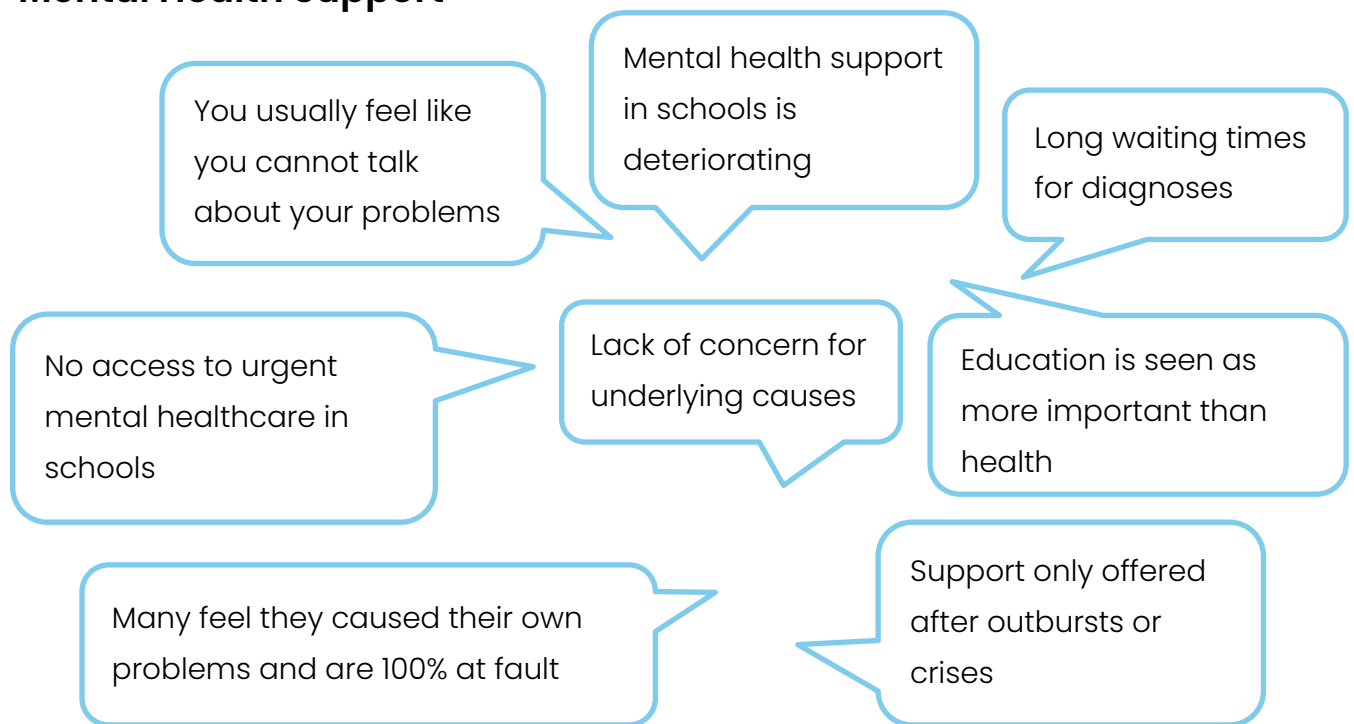 Mental Health Support
You usually feel like
you cannot talk
about your problems
Mental health support
in schools is
deteriorating
Long waiting times
for diagnoses
No access to urgent
mental healthcare in
schools
Lack of concern for
underlying causes
Education is seen as
more important than
health
Many feel they caused their own
problems and are 100% at fault
Support only offered
after outbursts or
crises